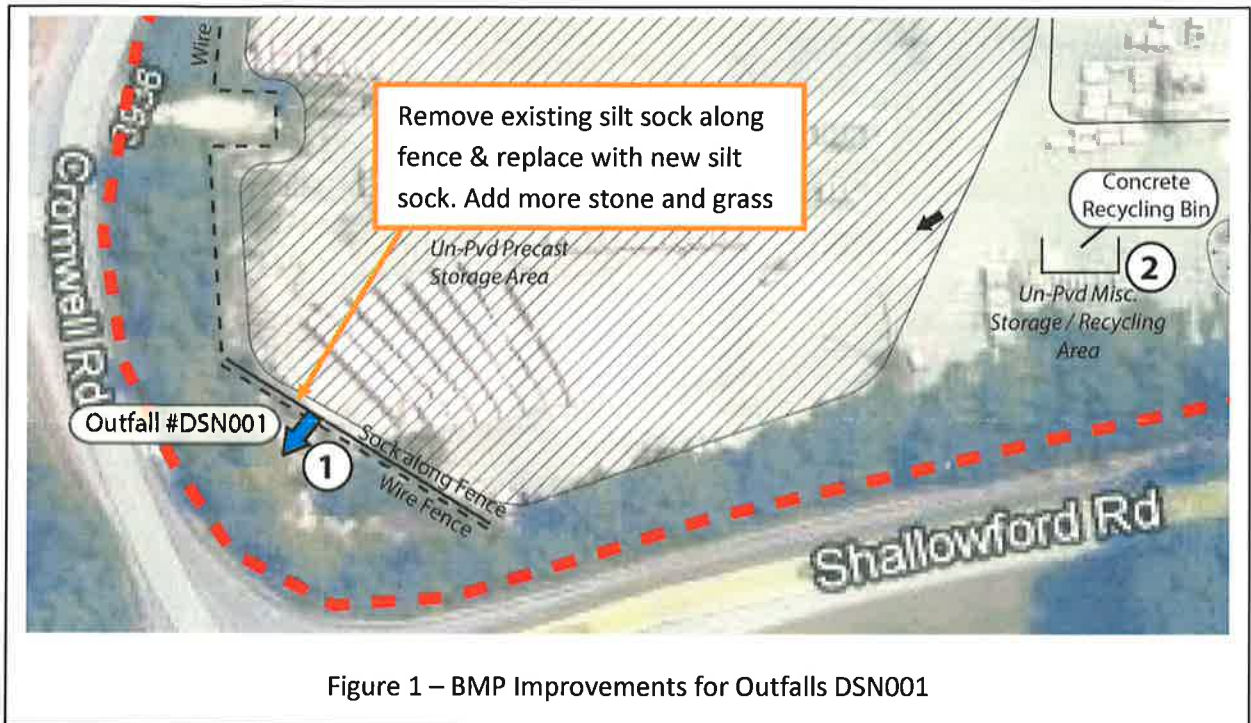 Wire
Cromwell Rd
Remove existing silt sock along
fence & replace with new silt
sock. Add more stone and grass
Un-Pvd Precast
Storage Area
Concrete
Recycling Bin
2
Un-Pvd Misc.
Storage / Recycling
Area
Outfall #DSN001
1
Sock along Fence
Wire Fence
Shallowford Rd
Figure 1 – BMP Improvements for Outfalls DSN001